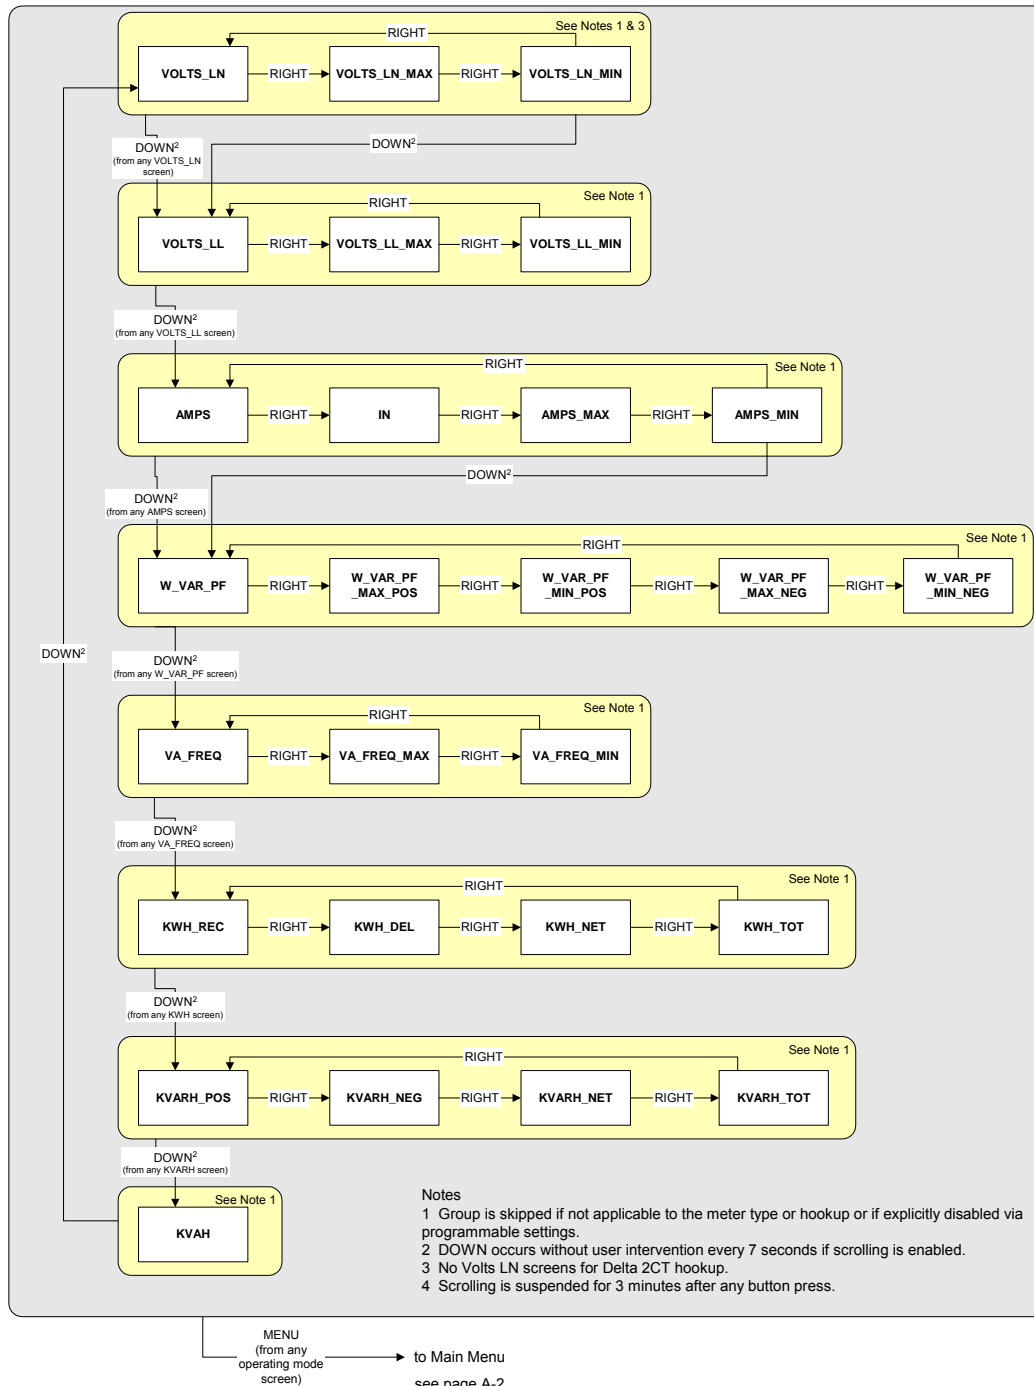 See Notes 1 & 3
RIGHT
VOLTS_LN
RIGHT
VOLTS_LN_MAX
RIGHT
VOLTS_LN_MIN
DOWN²
(from any VOLTS_LN
screen)
DOWN²
See Note 1
RIGHT
VOLTS_LL
RIGHT
VOLTS_LL_MAX
RIGHT
VOLTS_LL_MIN
DOWN²
(from any VOLTS_LL screen)
See Note 1
RIGHT
AMPS
RIGHT
IN
RIGHT
AMPS_MAX
RIGHT
AMPS_MIN
DOWN²
DOWN²
(from any AMPS screen)
See Note 1
RIGHT
W_VAR_PF
RIGHT
W_VAR_PF
_MAX_POS
RIGHT
W_VAR_PF
_MIN_POS
RIGHT
W_VAR_PF
_MAX_NEG
RIGHT
W_VAR_PF
_MIN_NEG
DOWN²
DOWN²
(from any W_VAR_PF screen)
See Note 1
RIGHT
VA_FREQ
RIGHT
VA_FREQ_MAX
RIGHT
VA_FREQ_MIN
DOWN²
(from any VA_FREQ screen)
See Note 1
RIGHT
KWH_REC
RIGHT
KWH_DEL
RIGHT
KWH_NET
RIGHT
KWH_TOT
DOWN²
(from any KWH screen)
See Note 1
RIGHT
KVARH_POS
RIGHT
KVARH_NEG
RIGHT
KVARH_NET
RIGHT
KVARH_TOT
DOWN²
(from any KVARH screen)
See Note 1
KVAH
Notes
1 Group is skipped if not applicable to the meter type or hookup or if explicitly disabled via
programmable settings.
2 DOWN occurs without user intervention every 7 seconds if scrolling is enabled.
3 No Volts LN screens for Delta 2CT hookup.
4 Scrolling is suspended for 3 minutes after any button press.
MENU
(from any
operating mode
screen)
to Main Menu
see page A-2